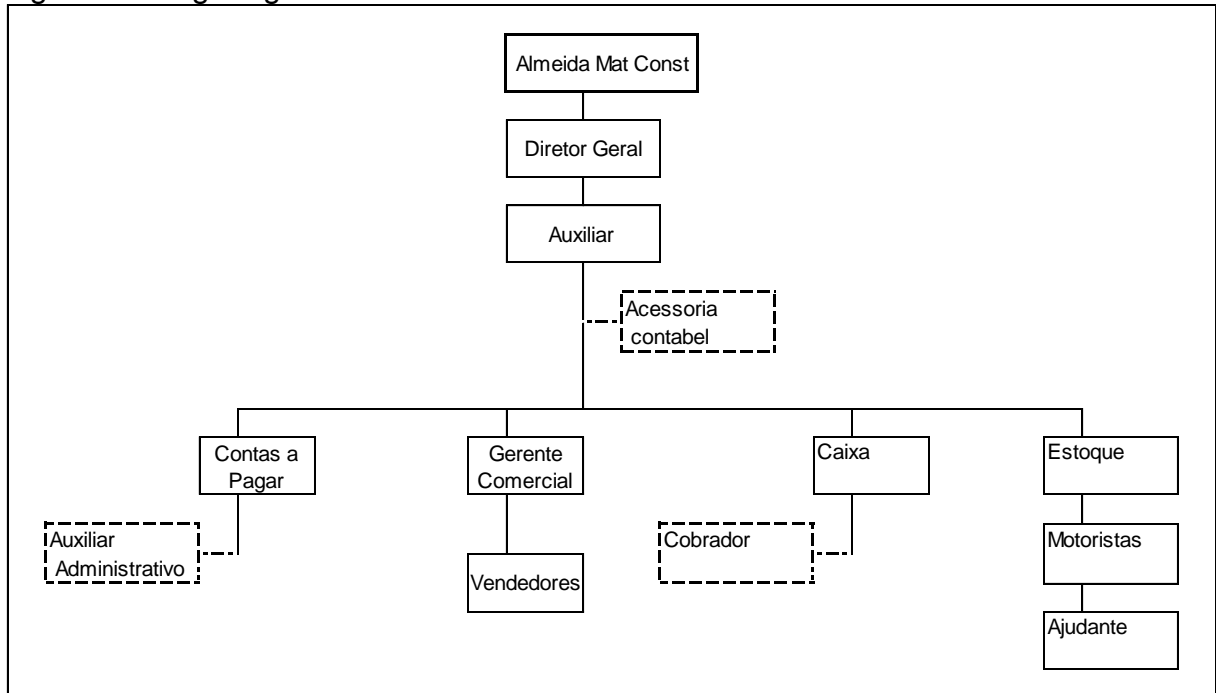 Almeida Mat Const
Diretor Geral
Auxiliar
Acessoria
contabel
Contas a
Pagar
Gerente
Comercial
Caixa
Estoque
Auxiliar
Administrativo
Vendedores
Cobrador
Motoristas
Ajudante